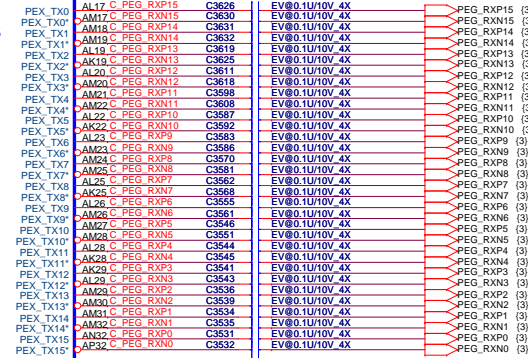 PEX_TX0 AL17 C_PEG_RXP15 C3626 EV@0.1U/10V_4X PEG_RXP15
PEX_TX0* AM17 C_PEG_RXN15 C3630 EV@0.1U/10V_4X PEG_RXN15
PEX_TX1 AM18 C_PEG_RXP14 C3631 EV@0.1U/10V_4X PEG_RXP14
PEX_TX1* AM19 C_PEG_RXN14 C3632 EV@0.1U/10V_4X PEG_RXN14
PEX_TX2 AL19 C_PEG_RXP13 C3619 EV@0.1U/10V_4X PEG_RXP13
PEX_TX2* AK19 C_PEG_RXN13 C3625 EV@0.1U/10V_4X PEG_RXN13
PEX_TX3 AL20 C_PEG_RXP12 C3611 EV@0.1U/10V_4X PEG_RXP12
PEX_TX3* AM20 C_PEG_RXN12 C3618 EV@0.1U/10V_4X PEG_RXN12
PEX_TX4 AM21 C_PEG_RXP11 C3598 EV@0.1U/10V_4X PEG_RXP11
PEX_TX4* AM22 C_PEG_RXN11 C3608 EV@0.1U/10V_4X PEG_RXN11
PEX_TX5 AL22 C_PEG_RXP10 C3587 EV@0.1U/10V_4X PEG_RXP10
PEX_TX5* AK22 C_PEG_RXN10 C3592 EV@0.1U/10V_4X PEG_RXN10
PEX_TX6 AL23 C_PEG_RXP9 C3583 EV@0.1U/10V_4X PEG_RXP9 {3}
PEX_TX6* AM23 C_PEG_RXN9 C3586 EV@0.1U/10V_4X PEG_RXN9 {3}
PEX_TX7 AM24 C_PEG_RXP8 C3570 EV@0.1U/10V_4X PEG_RXP8 {3}
PEX_TX7* AM25 C_PEG_RXN8 C3581 EV@0.1U/10V_4X PEG_RXN8 {3}
PEX_TX8 AL25 C_PEG_RXP7 C3562 EV@0.1U/10V_4X PEG_RXP7 {3}
PEX_TX8* AK25 C_PEG_RXN7 C3568 EV@0.1U/10V_4X PEG_RXN7 {3}
PEX_TX9 AL26 C_PEG_RXP6 C3555 EV@0.1U/10V_4X PEG_RXP6 {3}
PEX_TX9* AM26 C_PEG_RXN6 C3561 EV@0.1U/10V_4X PEG_RXN6 {3}
PEX_TX10 AM27 C_PEG_RXP5 C3546 EV@0.1U/10V_4X PEG_RXP5 {3}
PEX_TX10* AM28 C_PEG_RXN5 C3551 EV@0.1U/10V_4X PEG_RXN5 {3}
PEX_TX11 AL28 C_PEG_RXP4 C3544 EV@0.1U/10V_4X PEG_RXP4 {3}
PEX_TX11* AK28 C_PEG_RXN4 C3545 EV@0.1U/10V_4X PEG_RXN4 {3}
PEX_TX12 AK29 C_PEG_RXP3 C3541 EV@0.1U/10V_4X PEG_RXP3 {3}
PEX_TX12* AL29 C_PEG_RXN3 C3543 EV@0.1U/10V_4X PEG_RXN3 {3}
PEX_TX13 AM29 C_PEG_RXP2 C3536 EV@0.1U/10V_4X PEG_RXP2 {3}
PEX_TX13* AM30 C_PEG_RXN2 C3539 EV@0.1U/10V_4X PEG_RXN2 {3}
PEX_TX14 AM31 C_PEG_RXP1 C3534 EV@0.1U/10V_4X PEG_RXP1 {3}
PEX_TX14* AM32 C_PEG_RXN1 C3535 EV@0.1U/10V_4X PEG_RXN1 {3}
PEX_TX15 AN32 C_PEG_RXP0 C3531 EV@0.1U/10V_4X PEG_RXP0 {3}
PEX_TX15* AP32 C_PEG_RXN0 C3532 EV@0.1U/10V_4X PEG_RXN0 {3}